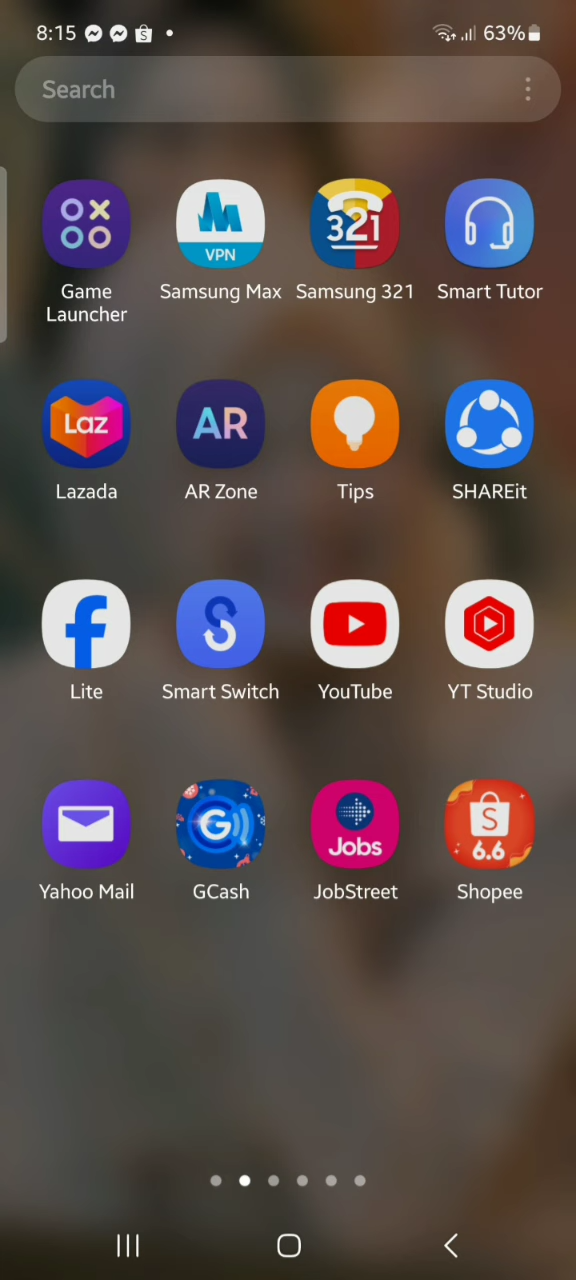 8:15 S 63%
Search
VPN 321
Game Launcher Samsung Max Samsung 321 Smart Tutor
Laz AR
Lazada AR Zone Tips SHAREit
Lite Smart Switch YouTube YT Studio
G Jobs S 6.6
Yahoo Mail GCash JobStreet Shopee